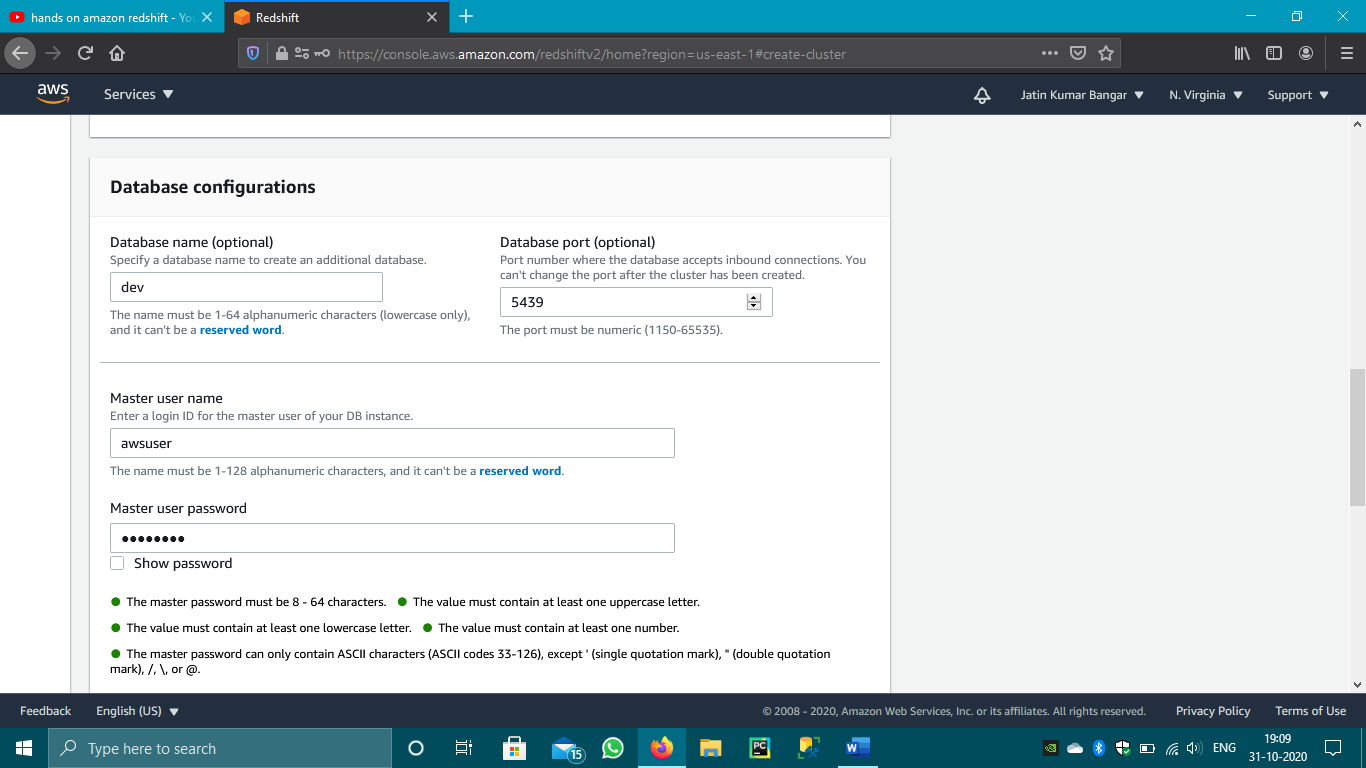 hands on amazon redshift - Yo
Redshift
https://console.aws.amazon.com/redshiftv2/home?region=us-east-1#create-cluster
aws
Services
Jatin Kumar Bangar
N. Virginia
Support
Database configurations
Database name (optional)
Specify a database name to create an additional database.
dev
The name must be 1-64 alphanumeric characters (lowercase only),
and it can't be a reserved word.
Database port (optional)
Port number where the database accepts inbound connections. You
can't change the port after the cluster has been created.
5439
The port must be numeric (1150-65535).
Master user name
Enter a login ID for the master user of your DB instance.
awsuser
The name must be 1-128 alphanumeric characters, and it can't be a reserved word.
Master user password
••••••••
Show password
The master password must be 8 - 64 characters. The value must contain at least one uppercase letter.
The value must contain at least one lowercase letter. The value must contain at least one number.
The master password can only contain ASCII characters (ASCII codes 33-126), except ' (single quotation mark), " (double quotation
mark), /, \, or @.
Feedback
English (US)
© 2008 - 2020, Amazon Web Services, Inc. or its affiliates. All rights reserved.
Privacy Policy
Terms of Use
Type here to search
15
PC
W
ENG
19:09
31-10-2020